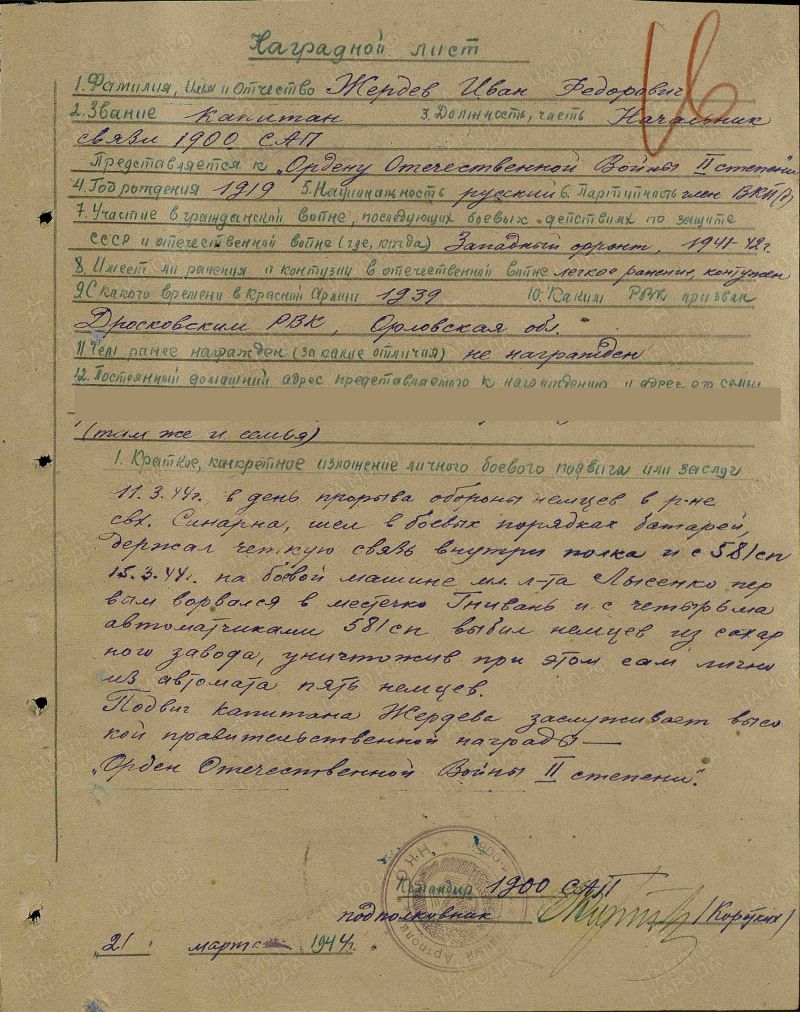 Наградной лист
1. Фамилия, Имя и Отчество Жердев Иван Федорович
2. Звание капитан 3. Должность, часть Начальник
связи 1900 САП
Представляется к "Ордену Отечественной Войны II степени"
4. Год рождения 1919 5. Национальность русский 6. Партийность член ВКП(б)
7. Участие в гражданской войне, последующих боевых действиях по защите
СССР и отечественной войне (где, когда) Западный фронт, 1941-42г.
8. Имеет ли ранения и контузии в отечественной войне легкое ранение, контужен
9. С какого времени в Красной Армии 1939 10. Каким РВК призван
Дросковским РВК, Орловская обл.
11. Чем ранее награжден (за какие отличия) не награжден
12. Постоянный домашний адрес представляемого к награждению и адрес его семьи
(там же и семья)
1. Краткое, конкретное изложение личного боевого подвига или заслуг
11.3.44г. в день прорыва обороны немцев в р-не
свх. Синарна, шел в боевых порядках батарей,
держал четкую связь внутри полка и с 581сп
15.3.44г. на боевой машине мл. л-та Лысенко пер
вым ворвался в местечко Гнивань и с четырьмя
автоматчиками 581сп выбил немцев из сахар
ного завода, уничтожив при этом сам лично
из автомата пять немцев.
Подвиг капитана Жердева заслуживает высо
кой правительственной награды —
"Орден Отечественной Войны II степени".
Командир 1900 САП
подполковник /Коротких/
"21" марта 1944г.